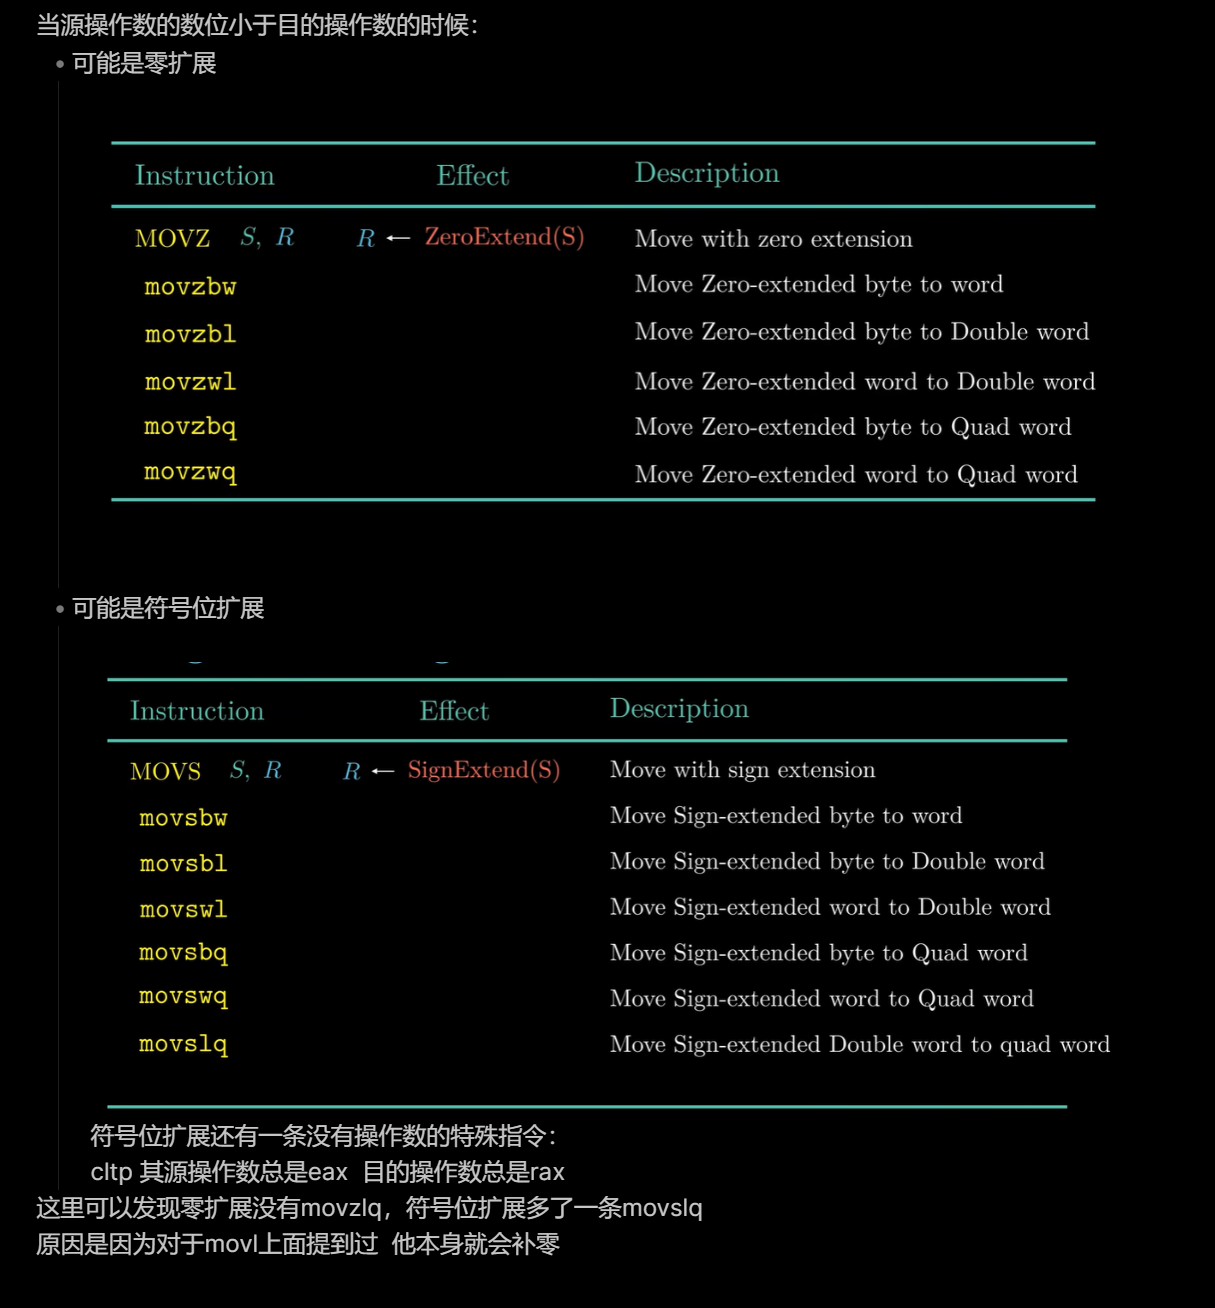 当源操作数的数位小于目的操作数的时候：
• 可能是零扩展
Instruction Effect Description
MOVZ S, R R ← ZeroExtend(S) Move with zero extension
movzbw Move Zero-extended byte to word
movzbl Move Zero-extended byte to Double word
movzwl Move Zero-extended word to Double word
movzbq Move Zero-extended byte to Quad word
movzwq Move Zero-extended word to Quad word
• 可能是符号位扩展
Instruction Effect Description
MOVS S, R R ← SignExtend(S) Move with sign extension
movsbw Move Sign-extended byte to word
movsbl Move Sign-extended byte to Double word
movswl Move Sign-extended word to Double word
movsbq Move Sign-extended byte to Quad word
movswq Move Sign-extended word to Quad word
movslq Move Sign-extended Double word to quad word
符号位扩展还有一条没有操作数的特殊指令：
cltp 其源操作数总是eax 目的操作数总是rax
这里可以发现零扩展没有movzlq，符号位扩展多了一条movslq
原因是因为对于movl上面提到过 他本身就会补零